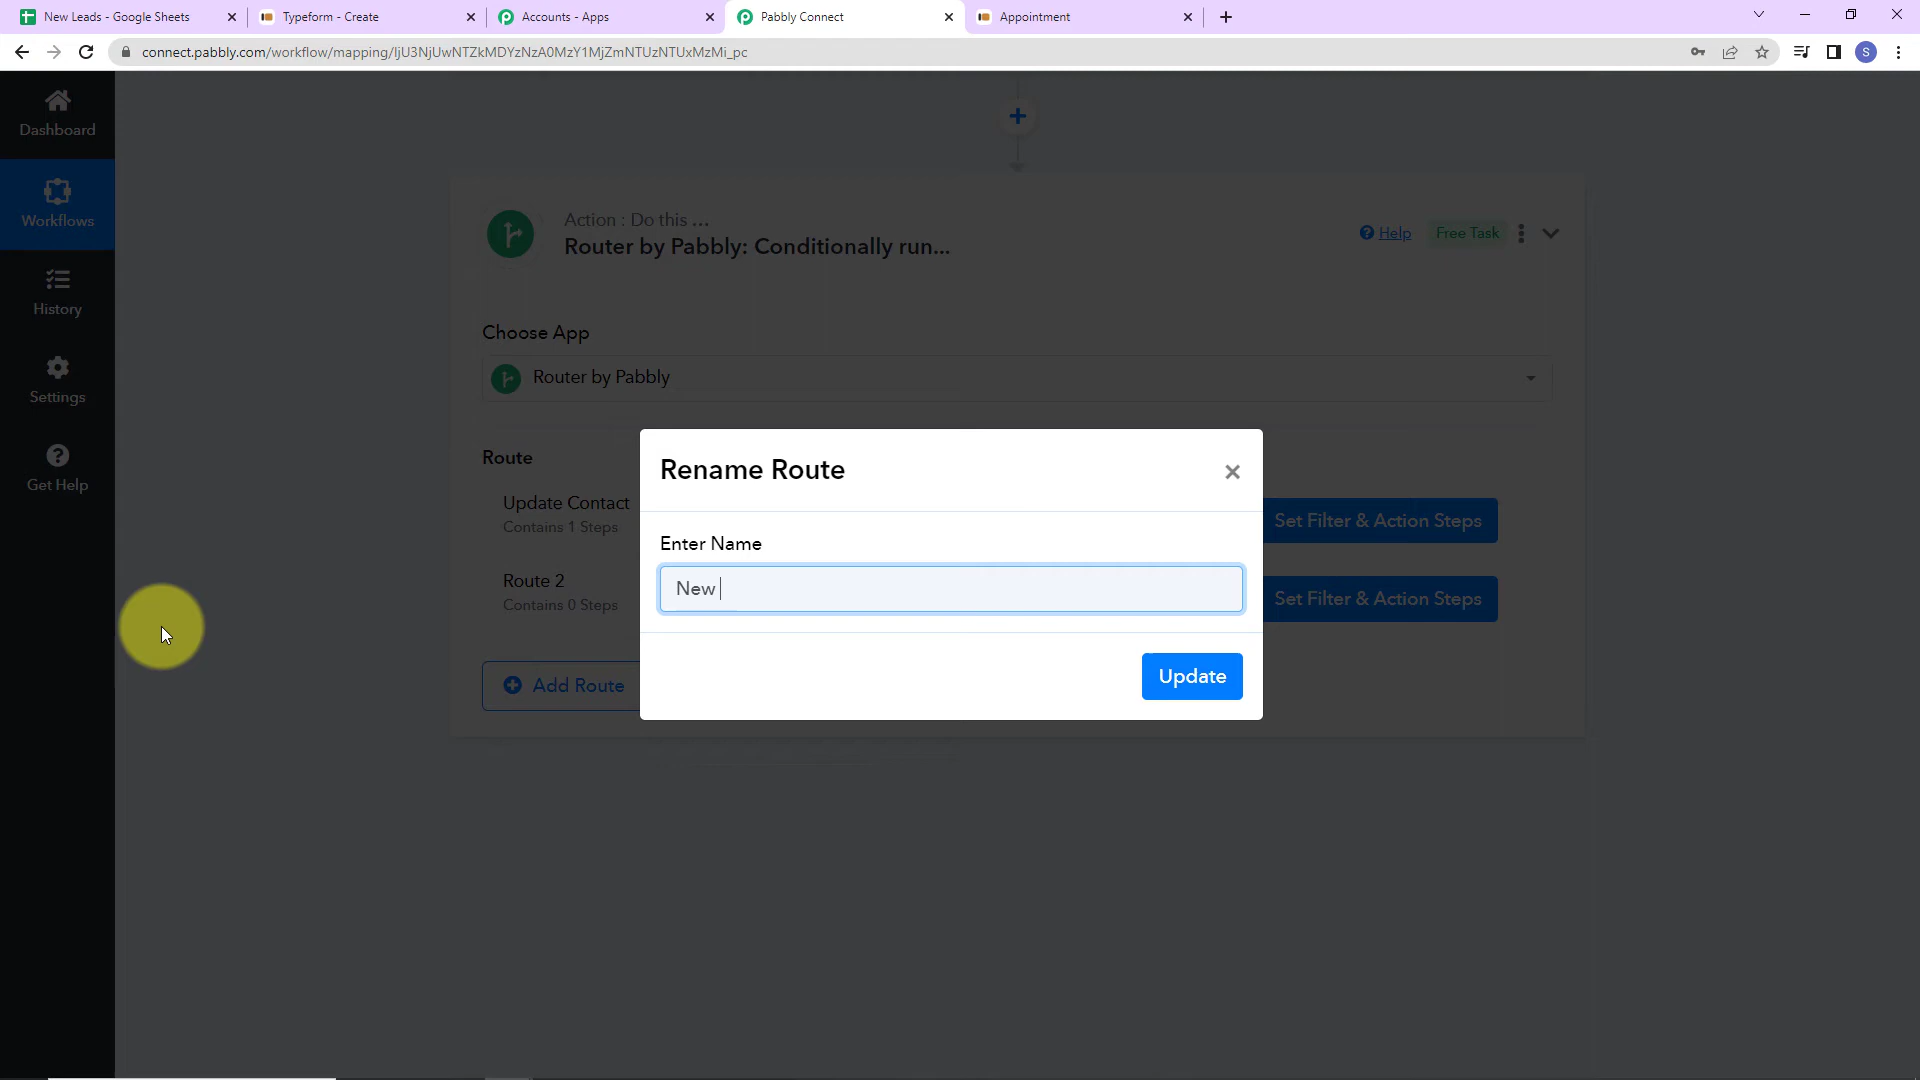 New Leads - Google Sheets
Typeform - Create
Accounts - Apps
Pabbly Connect
Appointment
connect.pabbly.com/workflow/mapping/IjU3NjUwNTZkMDYzNzA0MzY1MjZmNTUzNTUxMzMi_pc
S
Dashboard
Workflows
History
Settings
Get Help
Action : Do this ...
Router by Pabbly: Conditionally run...
Help
Free Task
Choose App
Router by Pabbly
Route
Update Contact
Contains 1 Steps
Set Filter & Action Steps
Route 2
Contains 0 Steps
Set Filter & Action Steps
Add Route
Rename Route
Enter Name
New
Update